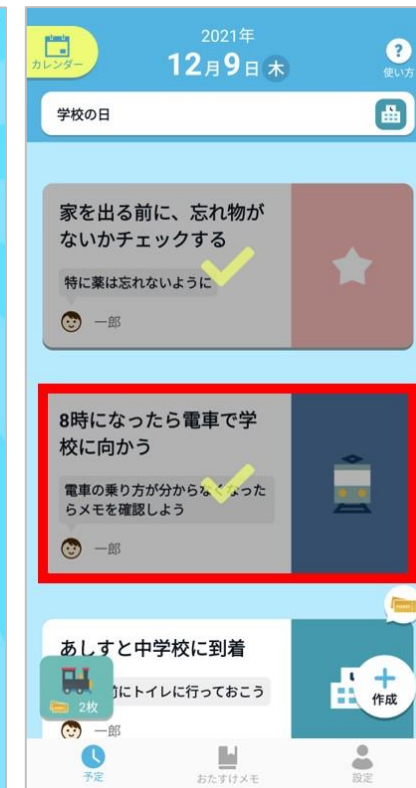 2021年
カレンダー
12月9日 木
?
使い方
学校の日
家を出る前に、忘れ物が
ないかチェックする
特に薬は忘れないように
一郎
8時になったら電車で学
校に向かう
電車の乗り方が分からなくなった
らメモを確認しよう
一郎
あしすと中学校に到着
前にトイレに行っておこう
2枚
作成
一郎
予定
おたすけメモ
設定